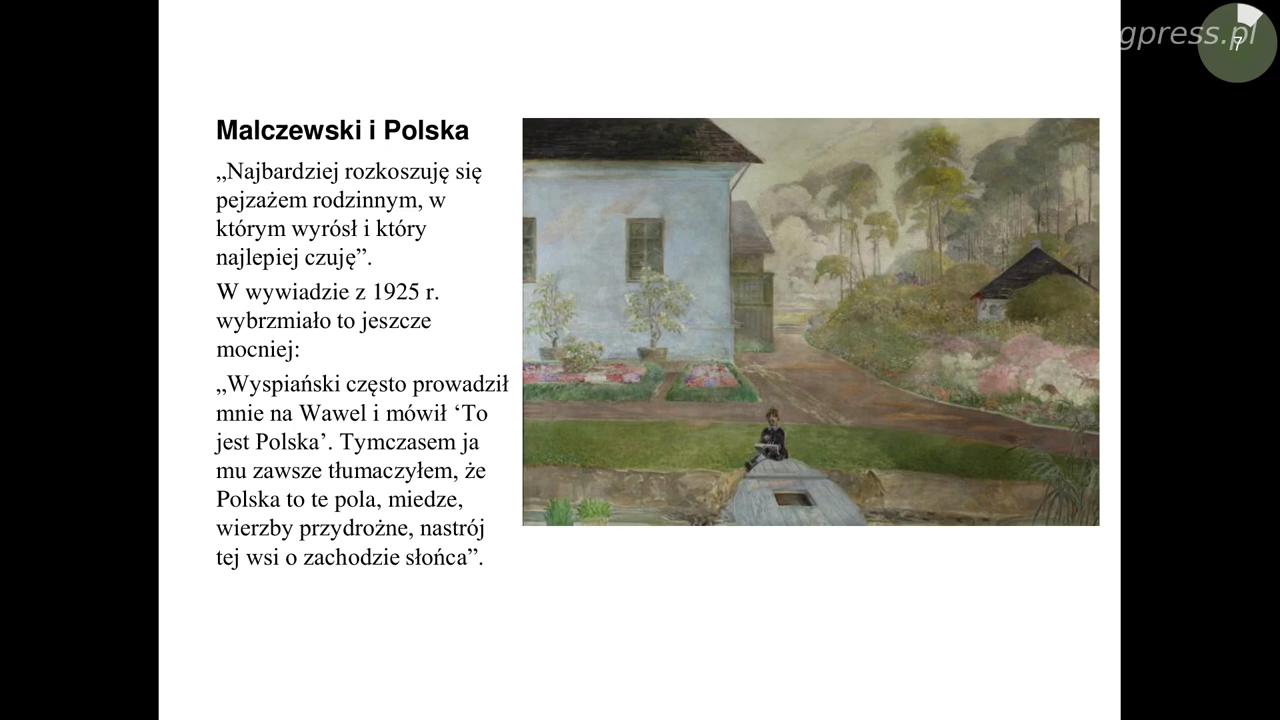 gpress.pl
7
Malczewski i Polska
„Najbardziej rozkoszuję się
pejzażem rodzinnym, w
którym wyrósł i który
najlepiej czuję”.
W wywiadzie z 1925 r.
wybrzmiało to jeszcze
mocniej:
„Wyspiański często prowadził
mnie na Wawel i mówił ‘To
jest Polska’. Tymczasem ja
mu zawsze tłumaczyłem, że
Polska to te pola, miedze,
wierzby przydrożne, nastrój
tej wsi o zachodzie słońca”.